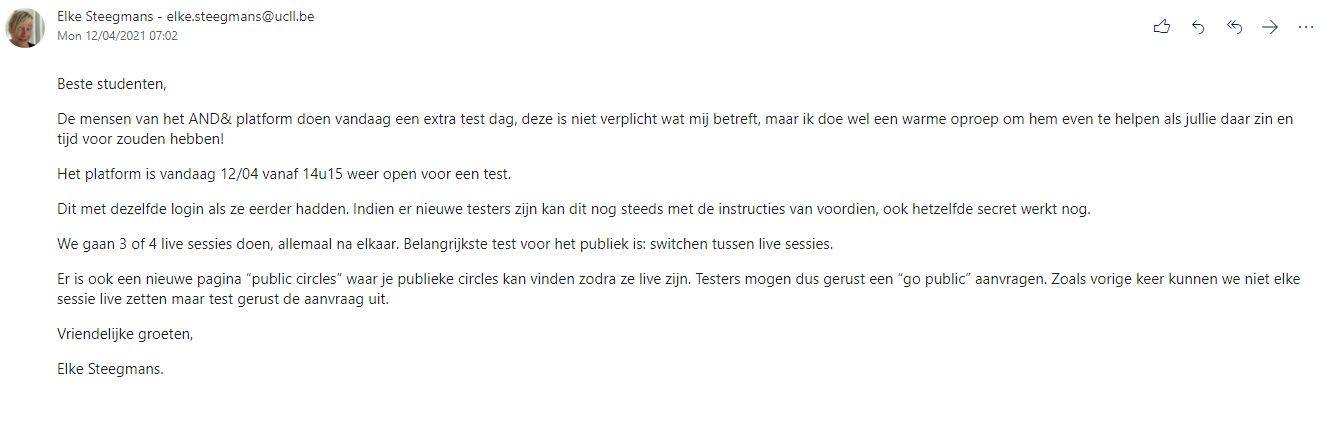 Elke Steegmans - elke.steegmans@ucll.be
Mon 12/04/2021 07:02
Beste studenten,
De mensen van het AND& platform doen vandaag een extra test dag, deze is niet verplicht wat mij betreft, maar ik doe wel een warme oproep om hem even te helpen als jullie daar zin en
tijd voor zouden hebben!
Het platform is vandaag 12/04 vanaf 14u15 weer open voor een test.
Dit met dezelfde login als ze eerder hadden. Indien er nieuwe testers zijn kan dit nog steeds met de instructies van voordien, ook hetzelfde secret werkt nog.
We gaan 3 of 4 live sessies doen, allemaal na elkaar. Belangrijkste test voor het publiek is: switchen tussen live sessies.
Er is ook een nieuwe pagina “public circles” waar je publieke circles kan vinden zodra ze live zijn. Testers mogen dus gerust een “go public” aanvragen. Zoals vorige keer kunnen we niet elke
sessie live zetten maar test gerust de aanvraag uit.
Vriendelijke groeten,
Elke Steegmans.